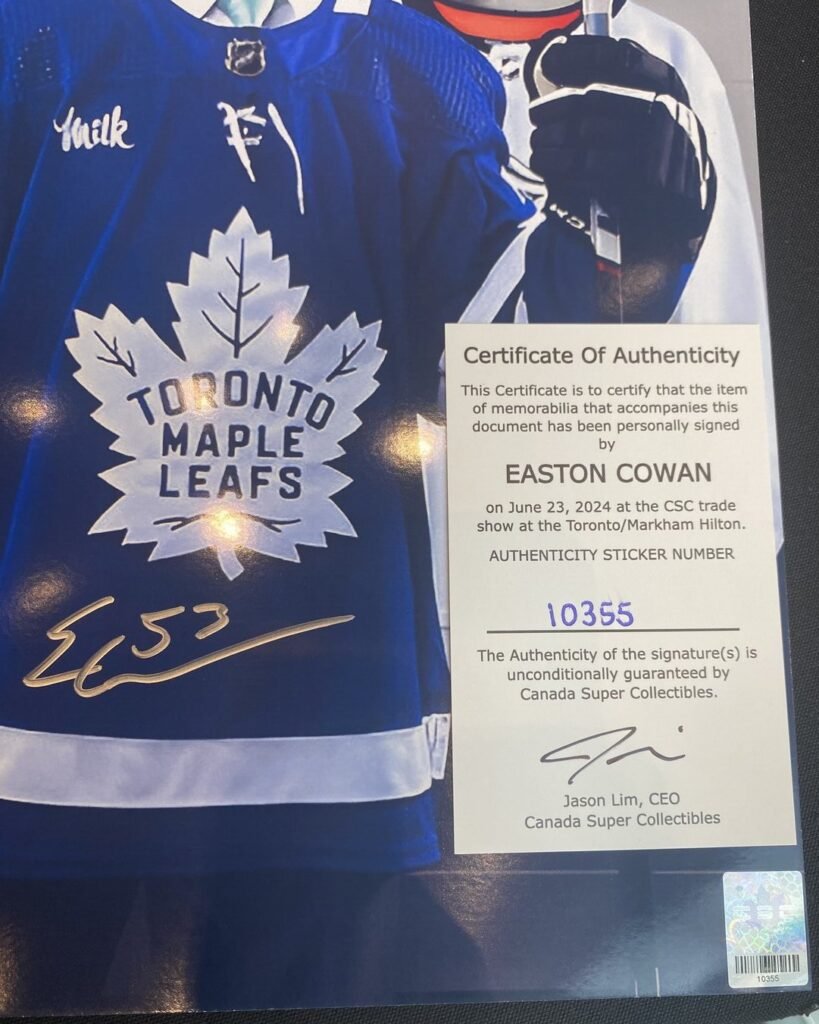 Milk
TORONTO
MAPLE
LEAFS
53
Certificate Of Authenticity
This Certificate is to certify that the item
of memorabilia that accompanies this
document has been personally signed
by
EASTON COWAN
on June 23, 2024 at the CSC trade
show at the Toronto/Markham Hilton.
AUTHENTICITY STICKER NUMBER
10355
The Authenticity of the signature(s) is
unconditionally guaranteed by
Canada Super Collectibles.
Jason Lim, CEO
Canada Super Collectibles
10355